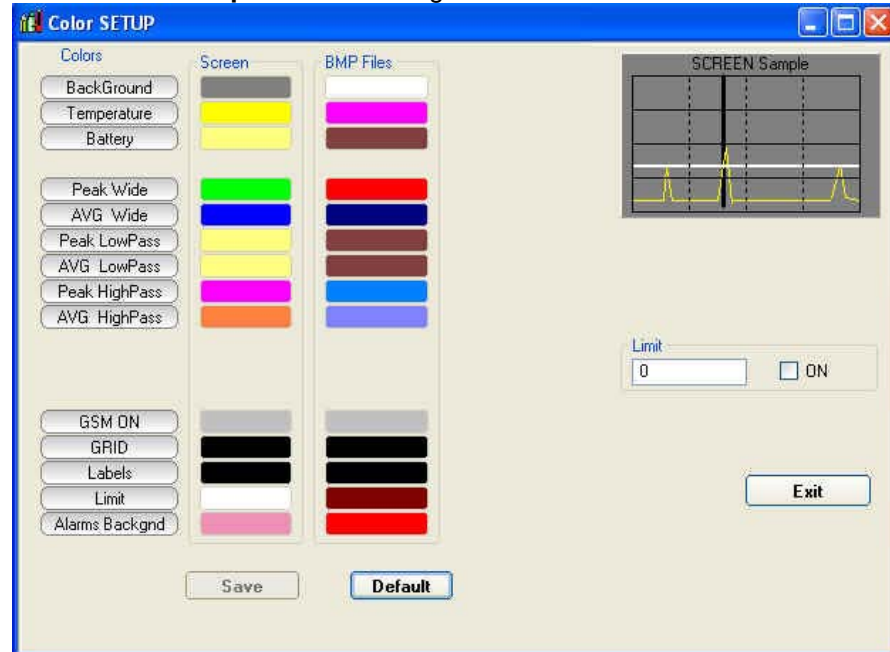 Color SETUP
Colors
Screen
BMP Files
BackGround
Temperature
Battery
Peak Wide
AVG Wide
Peak LowPass
AVG LowPass
Peak HighPass
AVG HighPass
GSM ON
GRID
Labels
Limit
Alarms Backgnd
Save
Default
SCREEN Sample
Limit
0
ON
Exit